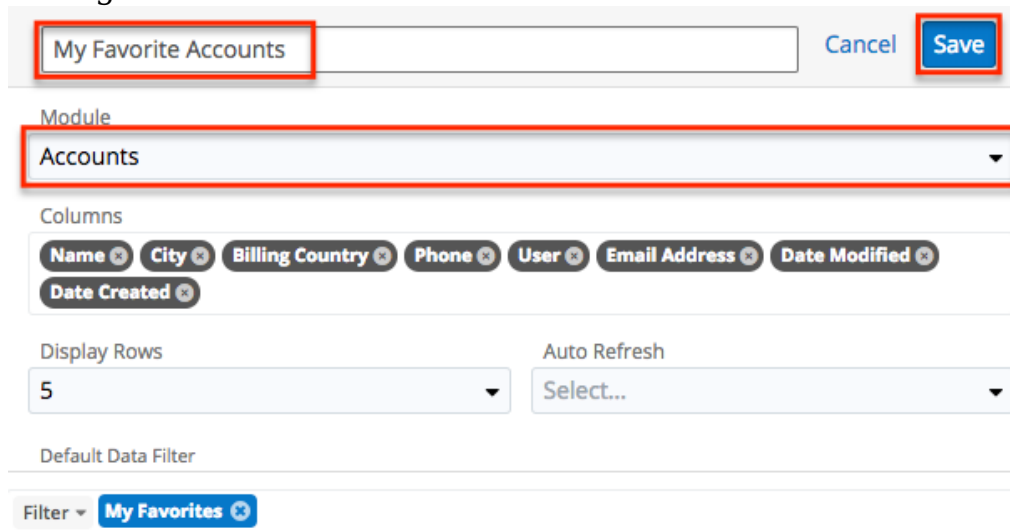 My Favorite Accounts Cancel Save
Module
Accounts
Columns
Name City Billing Country Phone User Email Address Date Modified
Date Created
Display Rows Auto Refresh
5 Select...
Default Data Filter
Filter My Favorites